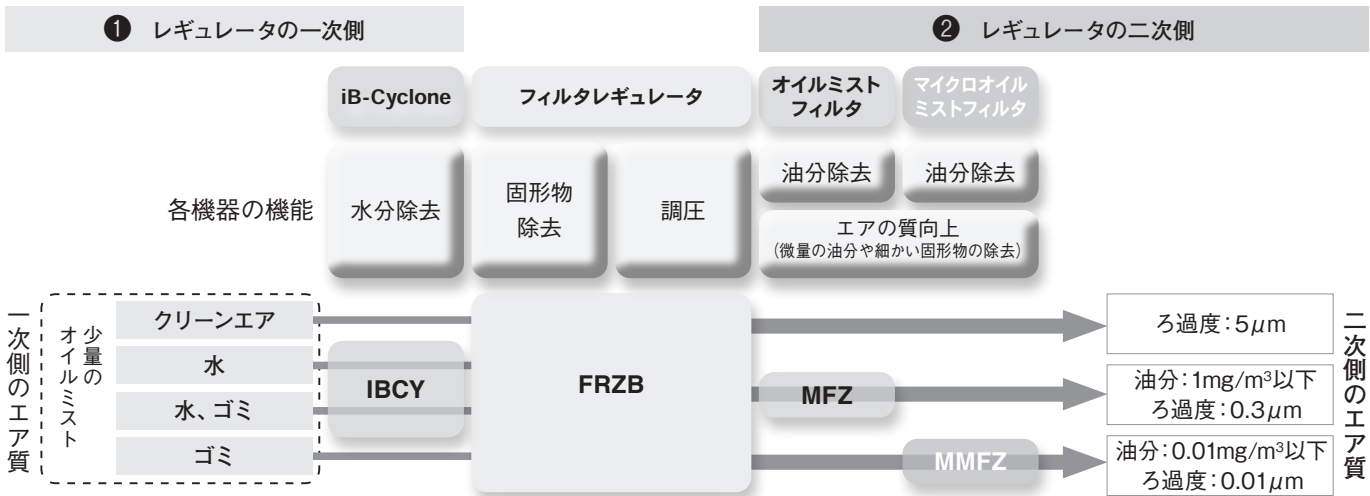 ❶ レギュレータの一次側
❷ レギュレータの二次側
iB-Cyclone
フィルタレギュレータ
オイルミスト
フィルタ
マイクロオイル
ミストフィルタ
各機器の機能
水分除去
固形物
除去
調圧
油分除去
油分除去
エアの質向上
(微量の油分や細かい固形物の除去)
一次側のエア質
少量の
オイルミスト
クリーンエア
水
水、ゴミ
ゴミ
IBCY
FRZB
MFZ
MMFZ
ろ過度:5μm
油分:1mg/m³以下
ろ過度:0.3μm
油分:0.01mg/m³以下
ろ過度:0.01μm
二次側のエア質